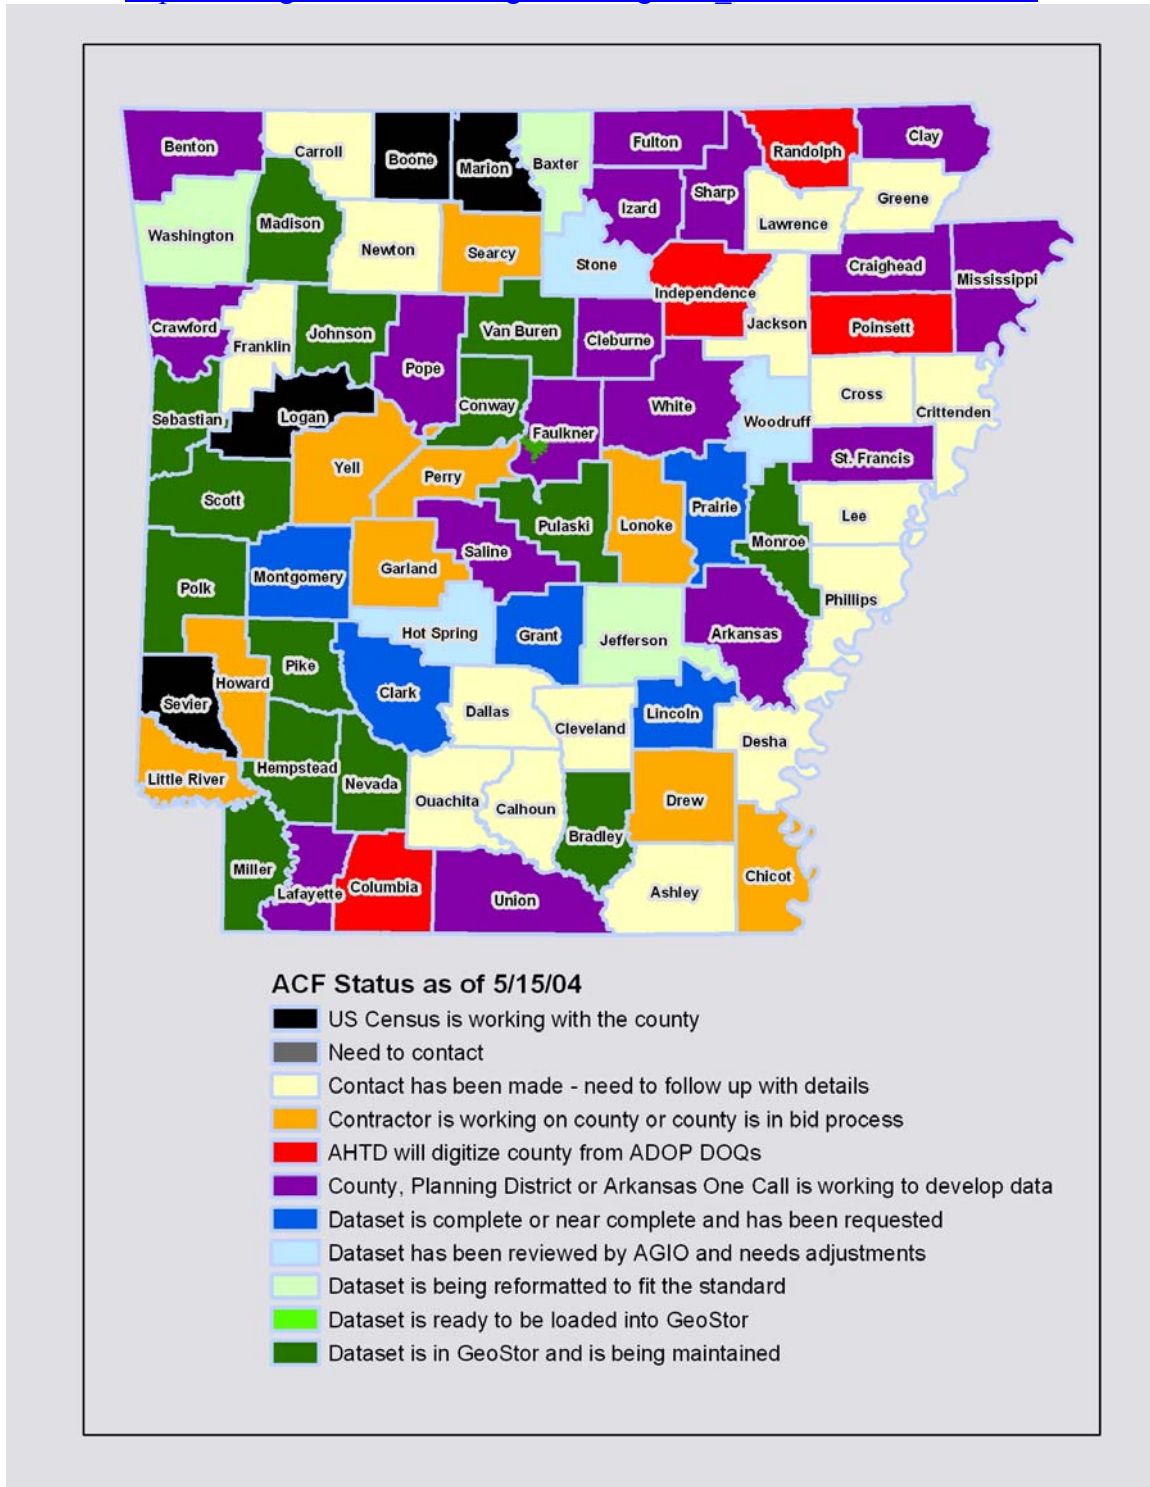 Benton
Carroll
Boone
Marion
Baxter
Fulton
Randolph
Clay
Sharp
Izard
Greene
Lawrence
Washington
Madison
Newton
Searcy
Stone
Craighead
Mississippi
Independence
Crawford
Franklin
Johnson
Van Buren
Cleburne
Jackson
Poinsett
Pope
Conway
White
Cross
Crittenden
Sebastian
Logan
Faulkner
Woodruff
St. Francis
Yell
Perry
Scott
Pulaski
Lonoke
Prairie
Lee
Monroe
Saline
Garland
Montgomery
Polk
Phillips
Hot Spring
Grant
Jefferson
Arkansas
Pike
Howard
Clark
Sevier
Dallas
Cleveland
Lincoln
Desha
Little River
Hempstead
Nevada
Ouachita
Calhoun
Drew
Bradley
Miller
Lafayette
Columbia
Union
Ashley
Chicot
ACF Status as of 5/15/04
US Census is working with the county
Need to contact
Contact has been made - need to follow up with details
Contractor is working on county or county is in bid process
AHTD will digitize county from ADOP DOQs
County, Planning District or Arkansas One Call is working to develop data
Dataset is complete or near complete and has been requested
Dataset has been reviewed by AGIO and needs adjustments
Dataset is being reformatted to fit the standard
Dataset is ready to be loaded into GeoStor
Dataset is in GeoStor and is being maintained